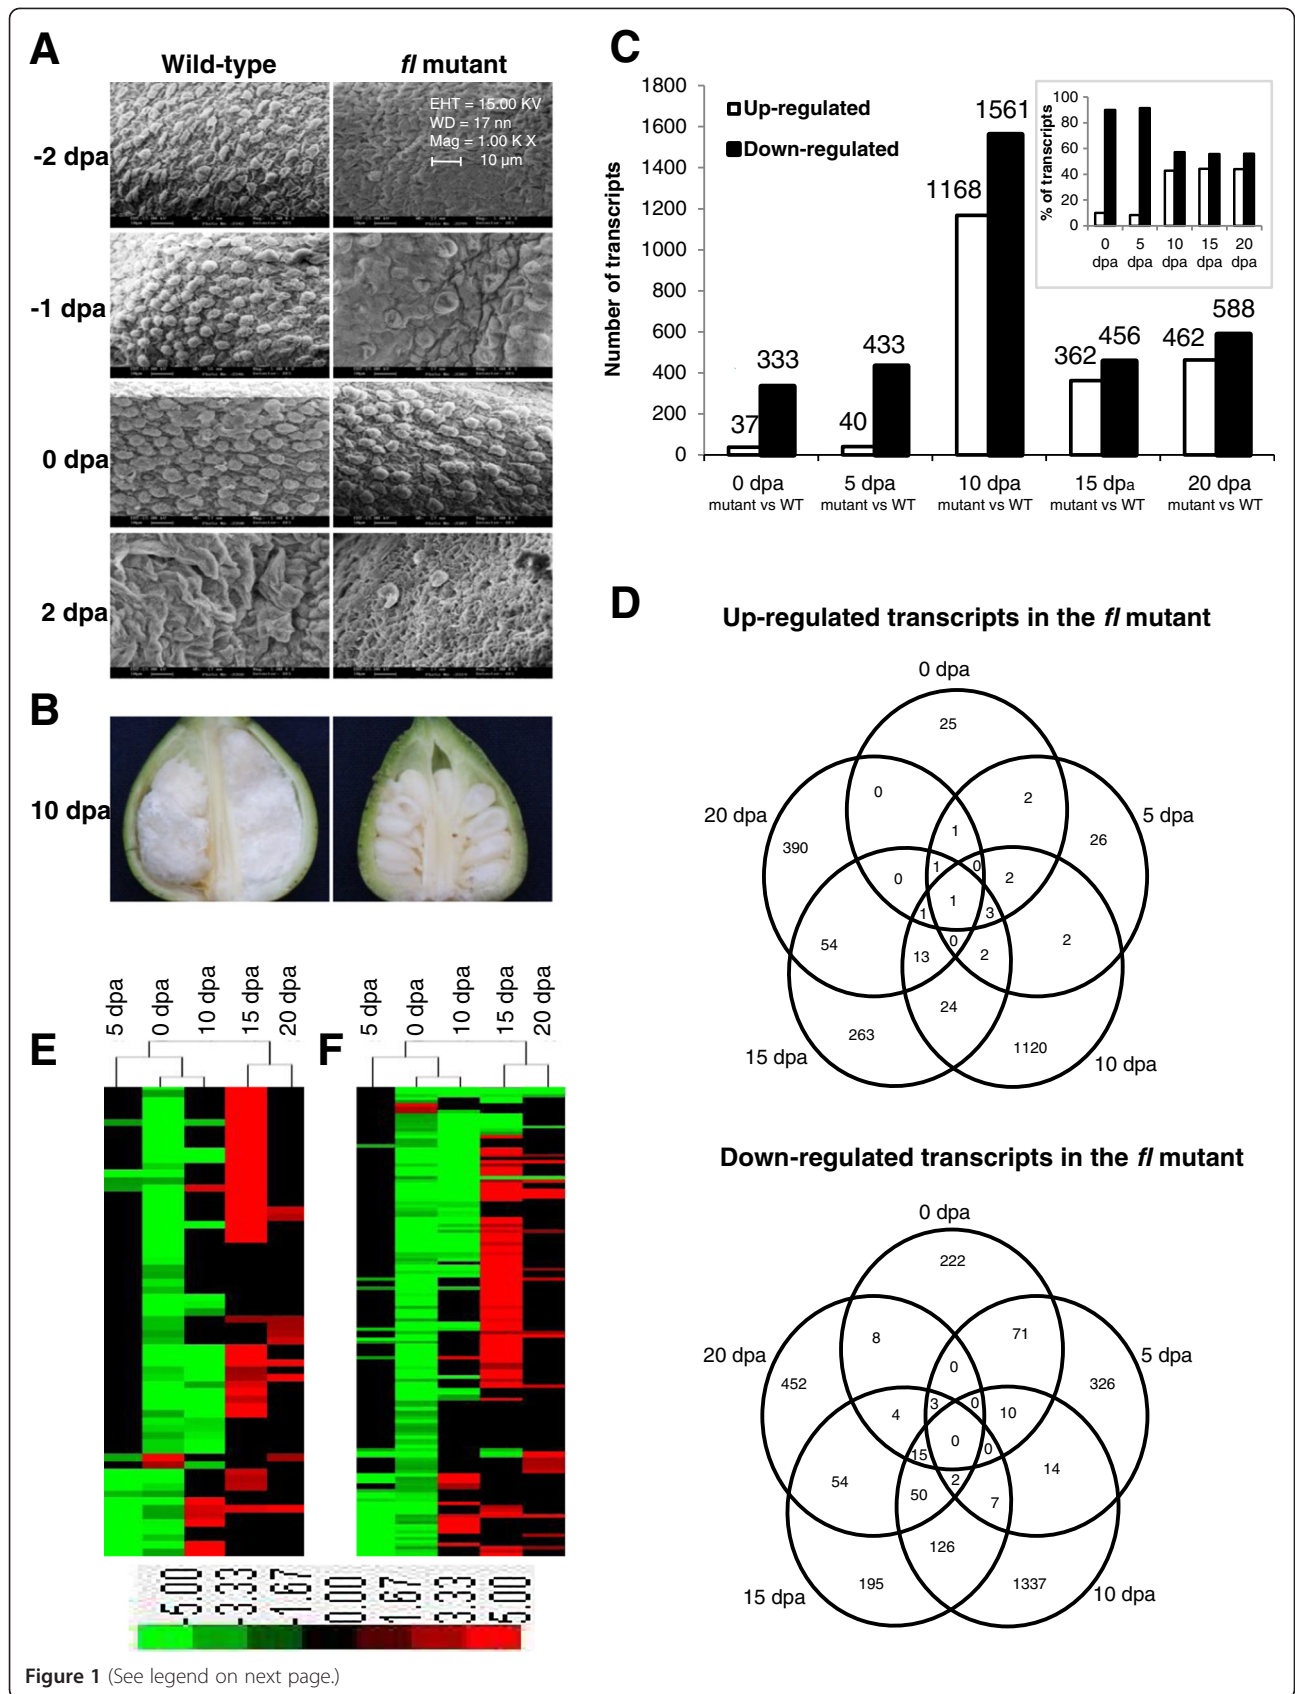 A
Wild-type
fl mutant
EHT = 15.00 KV
WD = 17 nn
Mag = 1.00 K X
10 µm
-2 dpa
-1 dpa
0 dpa
2 dpa
B
10 dpa
C
1800
1600
1400
1200
1000
800
600
400
200
0
Number of transcripts
Up-regulated
Down-regulated
37
333
40
433
1168
1561
362
456
462
588
0 dpa
mutant vs WT
5 dpa
mutant vs WT
10 dpa
mutant vs WT
15 dpa
mutant vs WT
20 dpa
mutant vs WT
100
80
60
40
20
0
% of transcripts
0 dpa
5 dpa
10 dpa
15 dpa
20 dpa
D
Up-regulated transcripts in the fl mutant
0 dpa
25
0
2
20 dpa
5 dpa
1
26
390
1
0
0
2
1
1
3
54
0
2
13
2
24
263
1120
15 dpa
10 dpa
Down-regulated transcripts in the fl mutant
0 dpa
222
8
71
20 dpa
5 dpa
0
452
326
3
0
4
10
0
15
0
54
2
14
50
7
126
195
1337
15 dpa
10 dpa
E
5 dpa
0 dpa
10 dpa
15 dpa
20 dpa
F
5 dpa
0 dpa
10 dpa
15 dpa
20 dpa
-5.00
-3.33
-1.67
0.00
1.67
3.33
5.00
Figure 1 (See legend on next page.)